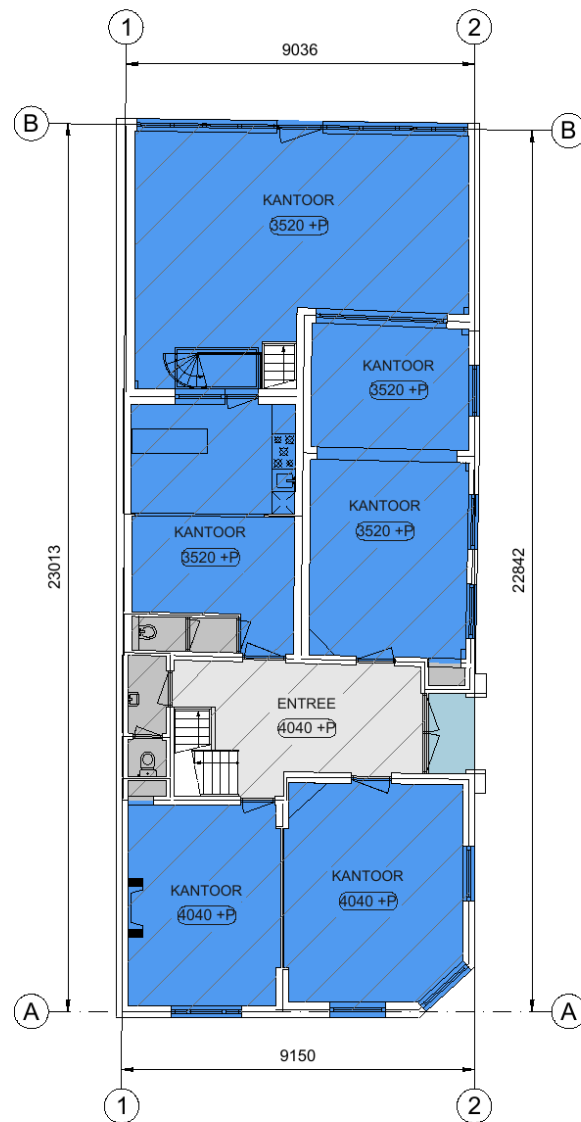 1
2
9036
B
B
KANTOOR
3520 +P
KANTOOR
3520 +P
KANTOOR
3520 +P
KANTOOR
3520 +P
23013
22842
ENTREE
4040 +P
KANTOOR
4040 +P
KANTOOR
4040 +P
A
A
9150
1
2